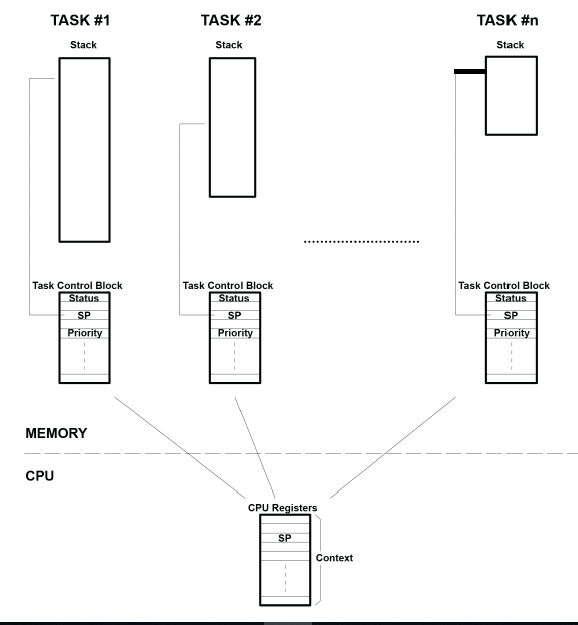 TASK #1
TASK #2
TASK #n
Stack
Stack
Stack
Task Control Block
Task Control Block
Task Control Block
Status
Status
Status
SP
SP
SP
Priority
Priority
Priority
MEMORY
CPU
CPU Registers
SP
Context